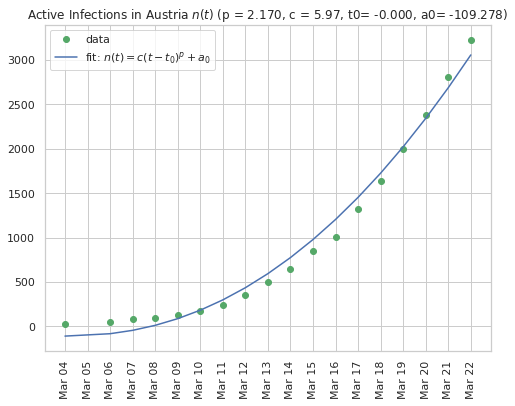 Active Infections in Austria n(t) (p = 2.170, c = 5.97, t0= -0.000, a0= -109.278)
data
fit: n(t) = c(t − t₀)ᵖ + a₀
3000
2500
2000
1500
1000
500
0
Mar 04
Mar 05
Mar 06
Mar 07
Mar 08
Mar 09
Mar 10
Mar 11
Mar 12
Mar 13
Mar 14
Mar 15
Mar 16
Mar 17
Mar 18
Mar 19
Mar 20
Mar 21
Mar 22